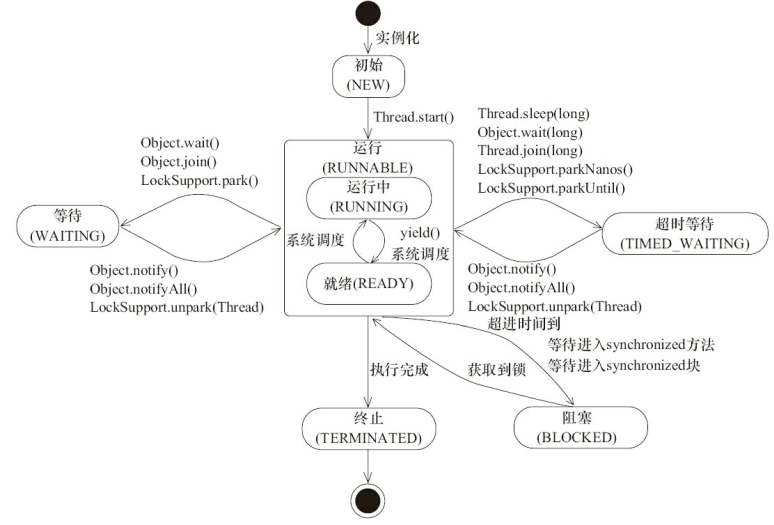 实例化
初始
(NEW)
Thread.start()
Object.wait()
Object.join()
LockSupport.park()
运行
(RUNNABLE)
运行中
(RUNNING)
系统调度
yield()
系统调度
就绪(READY)
Thread.sleep(long)
Object.wait(long)
Thread.join(long)
LockSupport.parkNanos()
LockSupport.parkUntil()
等待
(WAITING)
超时等待
(TIMED_WAITING)
Object.notify()
Object.notifyAll()
LockSupport.unpark(Thread)
Object.notify()
Object.notifyAll()
LockSupport.unpark(Thread)
超进时间到
等待进入synchronized方法
等待进入synchronized块
执行完成
获取到锁
终止
(TERMINATED)
阻塞
(BLOCKED)